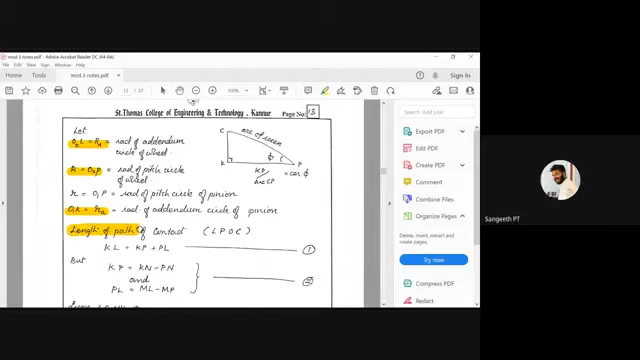 mod 3 notes.pdf - Adobe Acrobat Reader DC (64-bit)
File Edit View Sign Window Help
Home Tools mod 3 notes.pdf × Sign In
13 / 37 100%
St. Thomas College of Engineering & Technology, Kannur Page No: 13
Let
O₂L = RA = rad of addendum
circle of wheel.
R = O₂P = rad of pitch circle
of wheel
r = O₁P = rad of pitch circle of pinion
O₁K = rA = rad of addendum circle of pinion
C arc of recess
K φ P
KP / arc CP = cos φ
Length of path of contact (LPOC)
KL = KP + PL ①
But
KP = KN − PN
and ②
PL = ML − MP
Search 'Add Link'
Export PDF
Edit PDF
Create PDF
Comment
Combine Files
Organize Pages
Delete, insert, extract and
rotate pages.
Try now
Compress PDF
Redact
Sangeeth PT